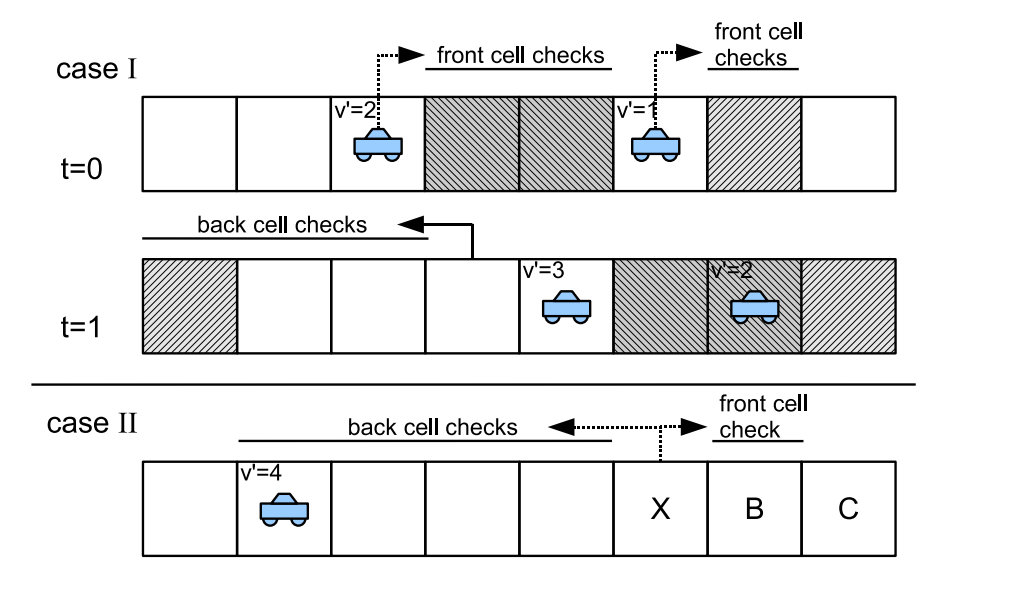 front cell
front cell checks
checks
case I
v'=2
v'=1
t=0
back cell checks
v'=3
v'=2
t=1
case II
front cell
back cell checks
check
v'=4
X
B
C